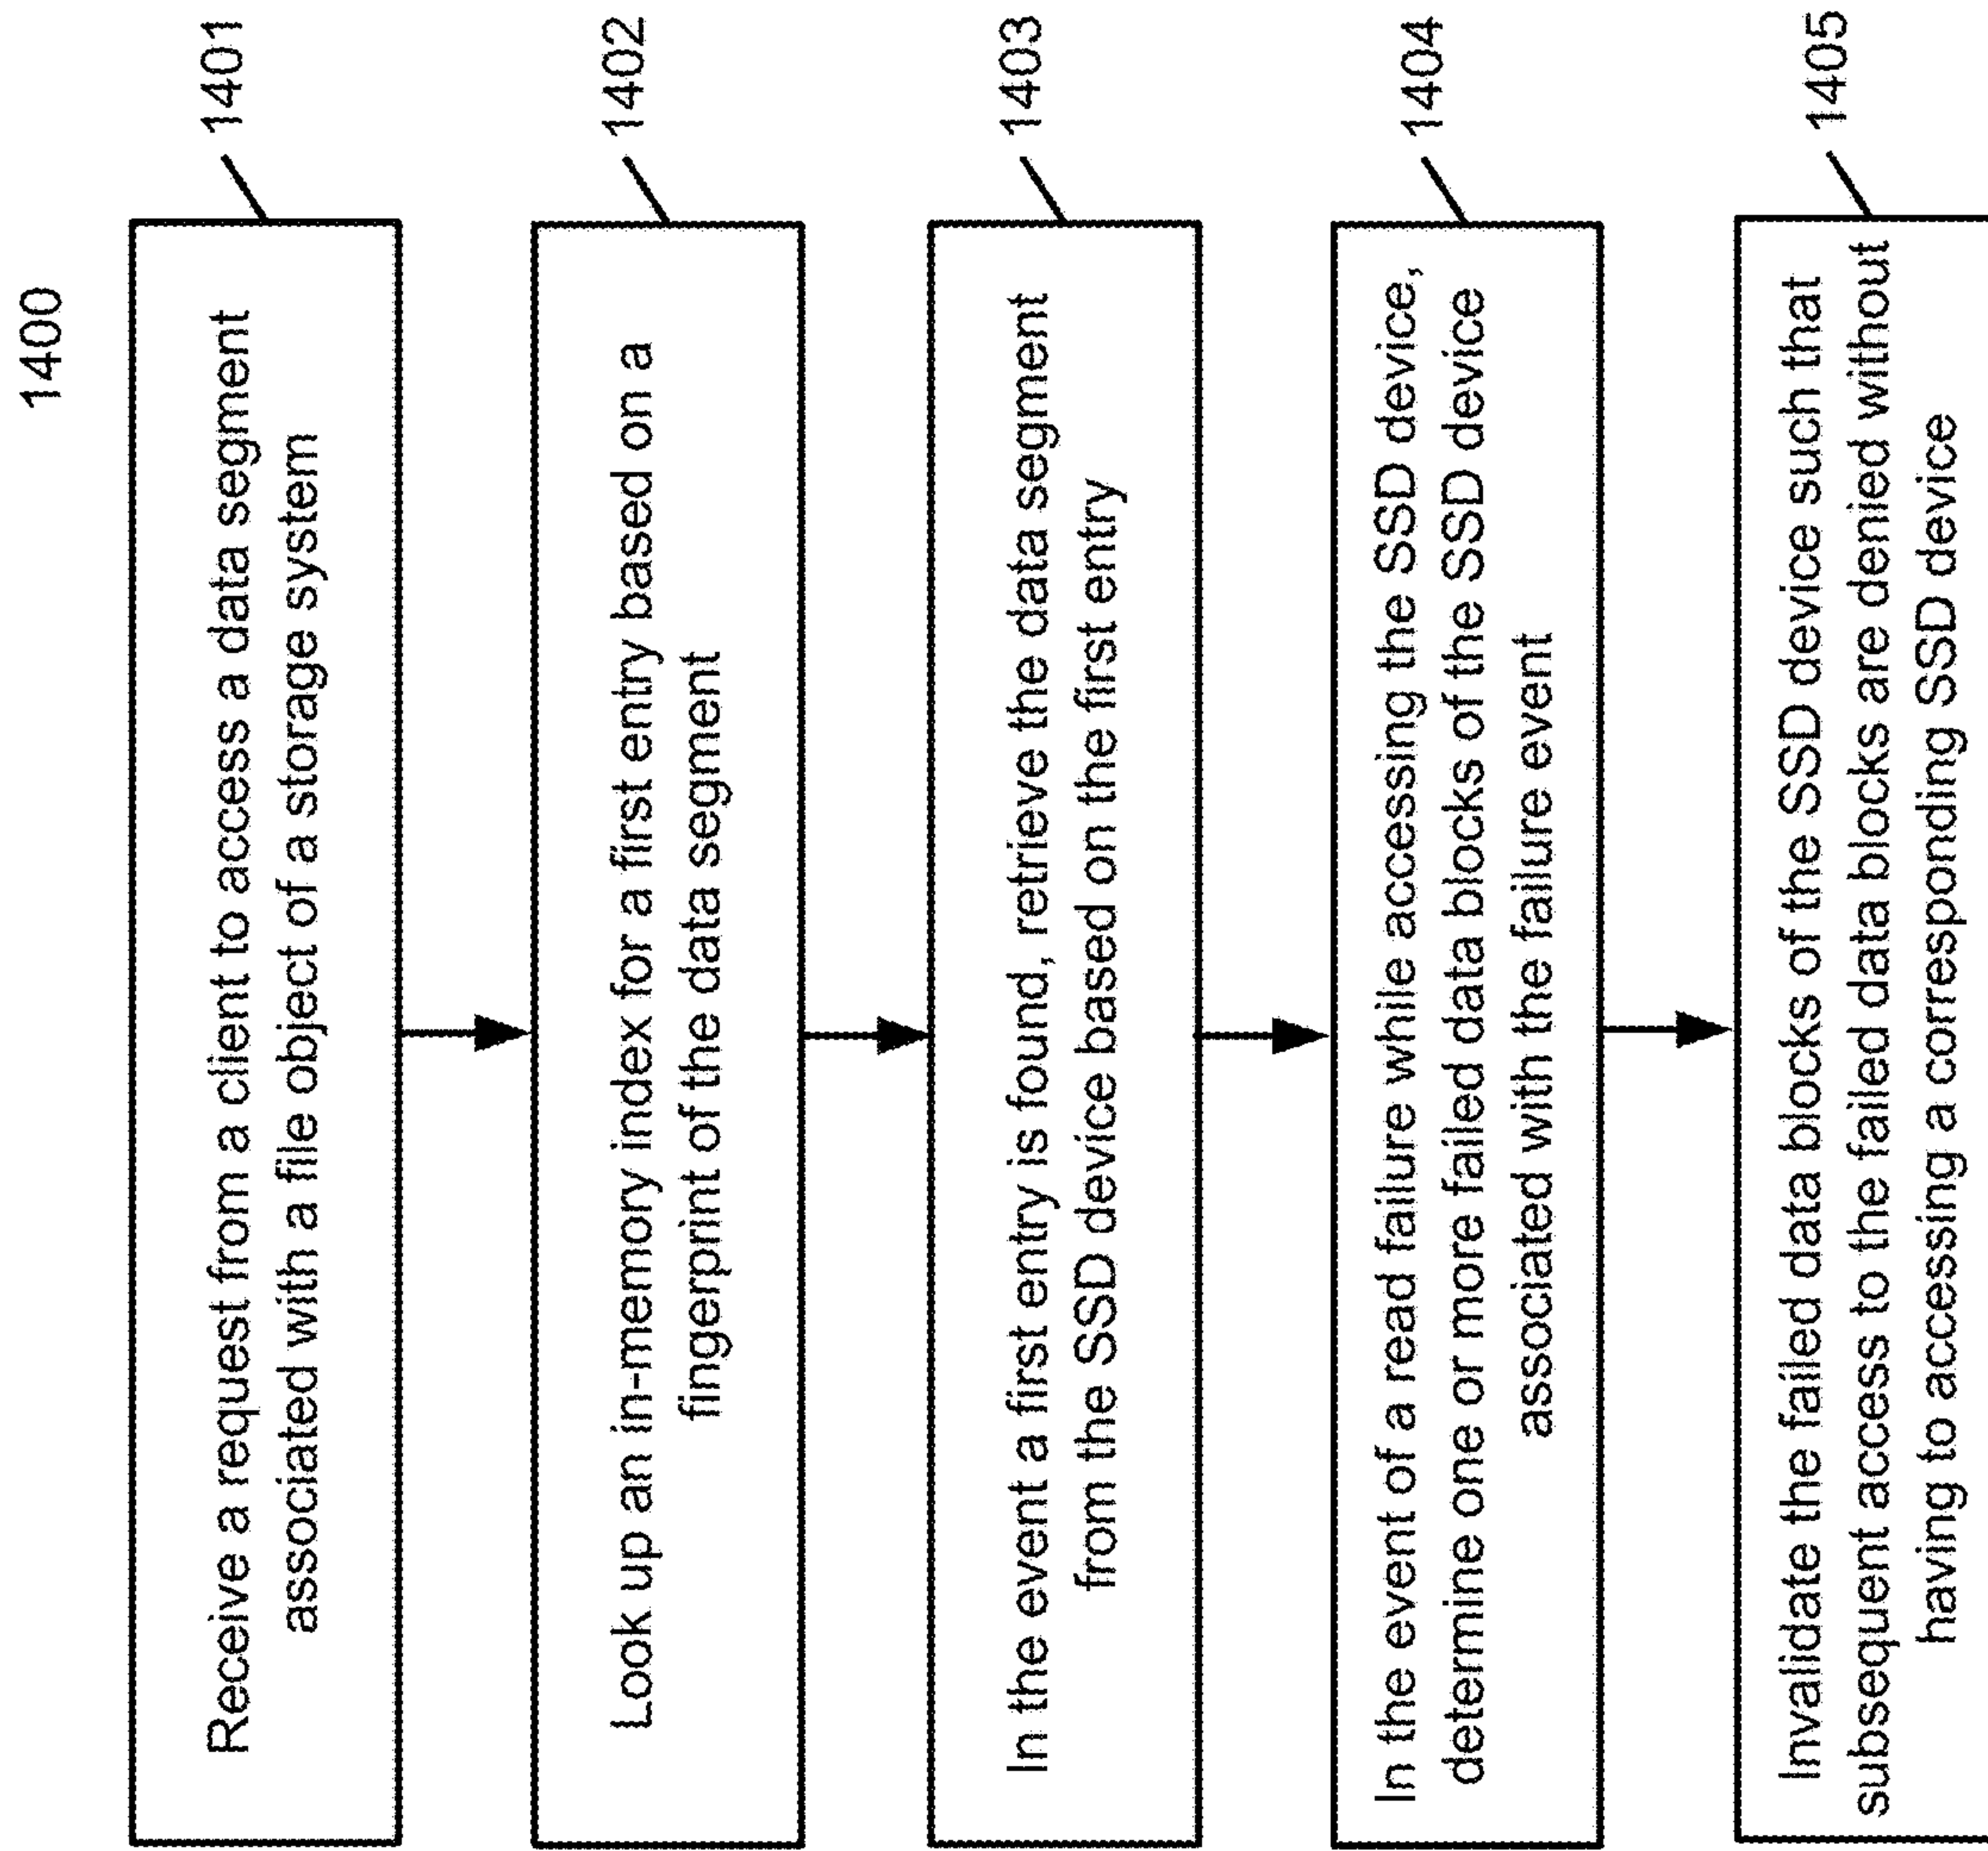 1400
1401
Receive a request from a client to access a data segment
associated with a file object of a storage system
1402
Look up an in-memory index for a first entry based on a
fingerprint of the data segment
1403
In the event a first entry is found, retrieve the data segment
from the SSD device based on the first entry
1404
In the event of a read failure while accessing the SSD device,
determine one or more failed data blocks of the SSD device
associated with the failure event
1405
Invalidate the failed data blocks of the SSD device such that
subsequent access to the failed data blocks are denied without
having to accessing a corresponding SSD device